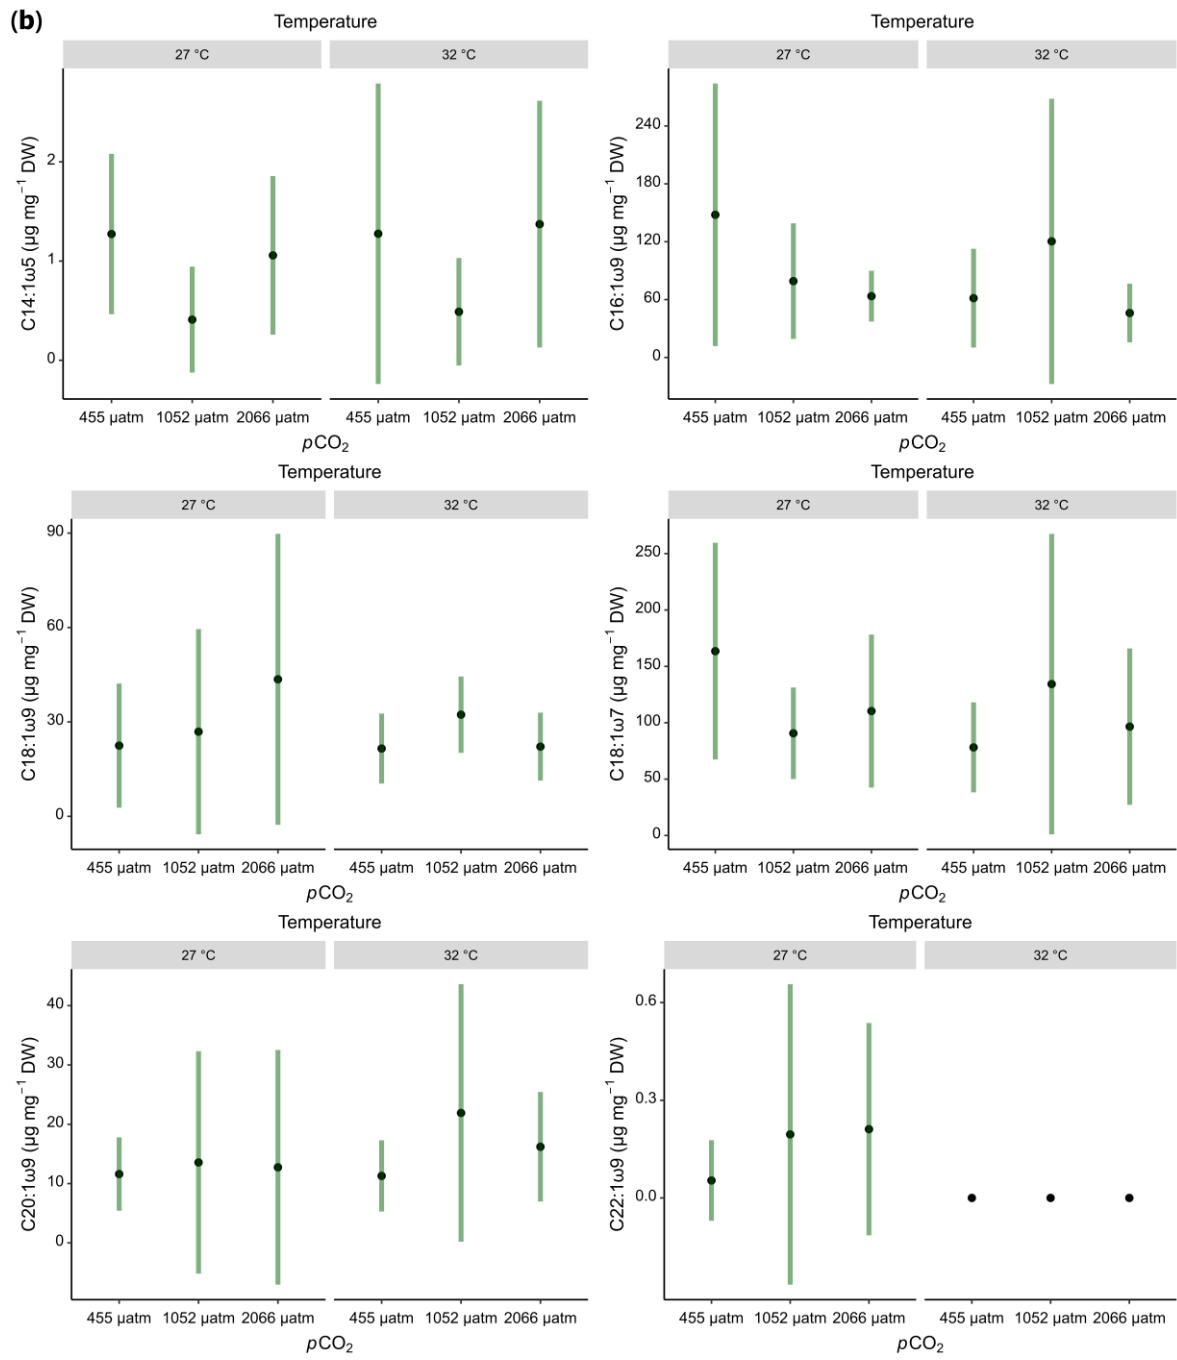 (b)
Temperature
27 °C 32 °C
C14:1ω5 (µg mg⁻¹ DW)
2
1
0
455 µatm 1052 µatm 2066 µatm 455 µatm 1052 µatm 2066 µatm
pCO₂
Temperature
27 °C 32 °C
C16:1ω9 (µg mg⁻¹ DW)
240
180
120
60
0
455 µatm 1052 µatm 2066 µatm 455 µatm 1052 µatm 2066 µatm
pCO₂
Temperature
27 °C 32 °C
C18:1ω9 (µg mg⁻¹ DW)
90
60
30
0
455 µatm 1052 µatm 2066 µatm 455 µatm 1052 µatm 2066 µatm
pCO₂
Temperature
27 °C 32 °C
C18:1ω7 (µg mg⁻¹ DW)
250
200
150
100
50
0
455 µatm 1052 µatm 2066 µatm 455 µatm 1052 µatm 2066 µatm
pCO₂
Temperature
27 °C 32 °C
C20:1ω9 (µg mg⁻¹ DW)
40
30
20
10
0
455 µatm 1052 µatm 2066 µatm 455 µatm 1052 µatm 2066 µatm
pCO₂
Temperature
27 °C 32 °C
C22:1ω9 (µg mg⁻¹ DW)
0.6
0.3
0.0
455 µatm 1052 µatm 2066 µatm 455 µatm 1052 µatm 2066 µatm
pCO₂